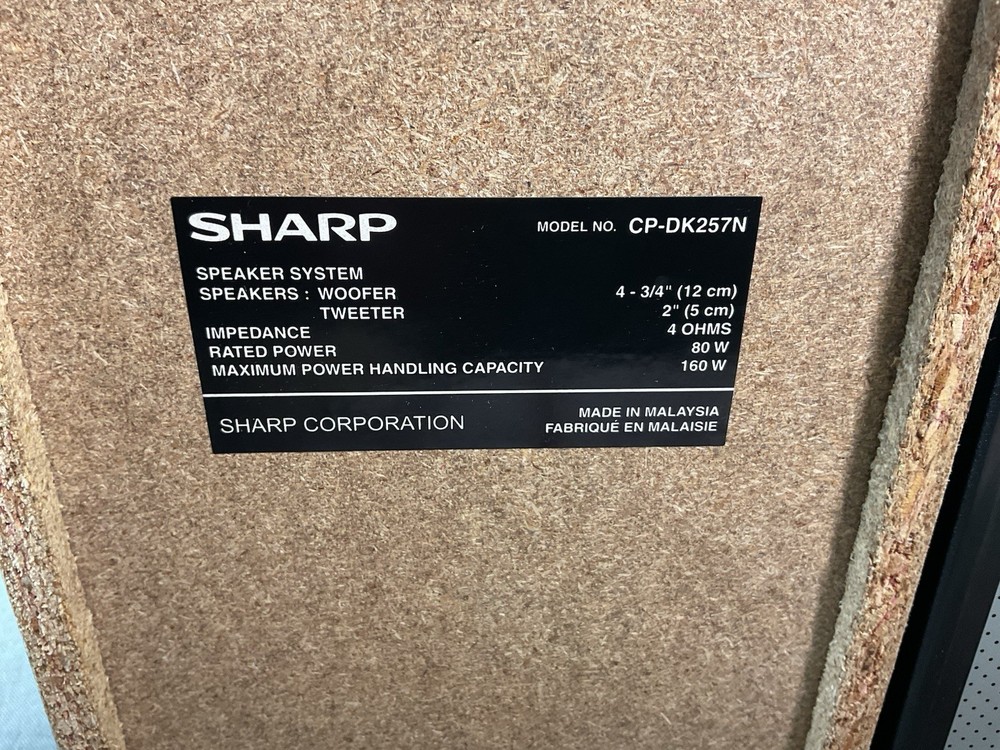 SHARP MODEL NO. CP-DK257N
SPEAKER SYSTEM
SPEAKERS : WOOFER 4 - 3/4" (12 cm)
TWEETER 2" (5 cm)
IMPEDANCE 4 OHMS
RATED POWER 80 W
MAXIMUM POWER HANDLING CAPACITY 160 W
SHARP CORPORATION
MADE IN MALAYSIA
FABRIQUÉ EN MALAISIE